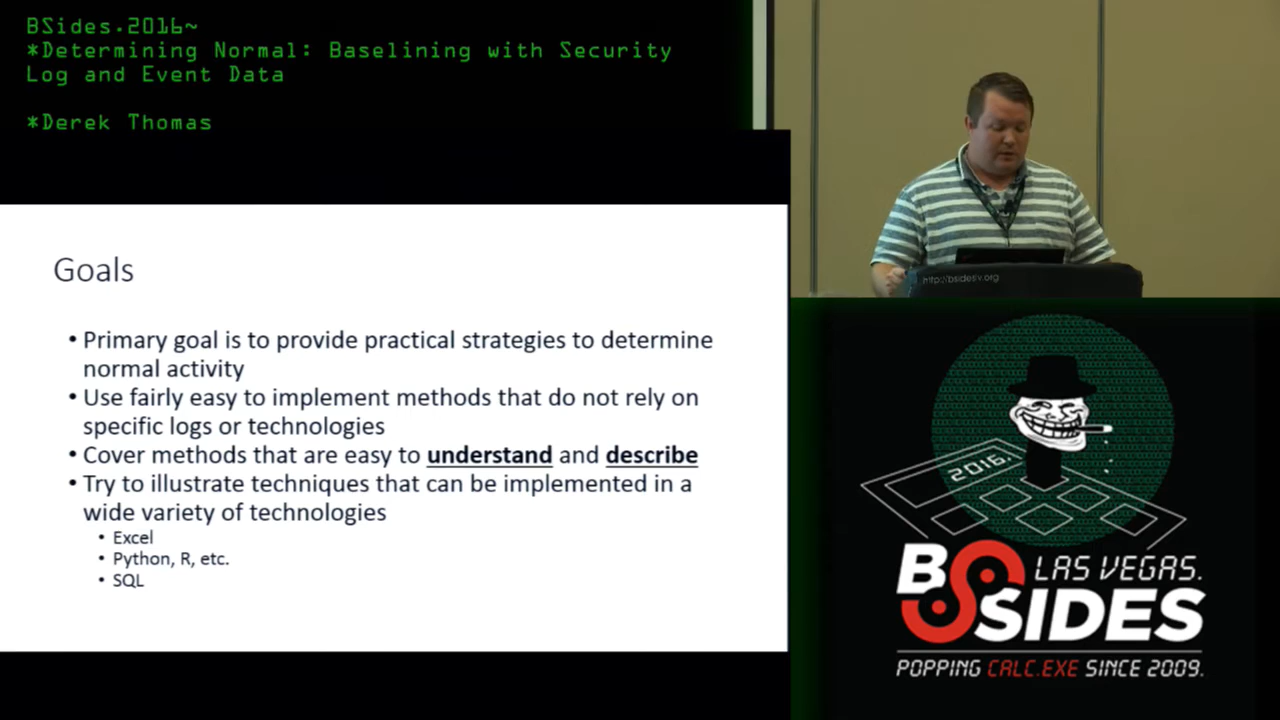 BSides.2016~
*Determining Normal: Baselining with Security
Log and Event Data
*Derek Thomas
http://bsideslv.org
Goals
• Primary goal is to provide practical strategies to determine
normal activity
• Use fairly easy to implement methods that do not rely on
specific logs or technologies
• Cover methods that are easy to understand and describe
• Try to illustrate techniques that can be implemented in a
wide variety of technologies
• Excel
• Python, R, etc.
• SQL
2016.
BSIDES
LAS VEGAS.
POPPING CALC.EXE SINCE 2009.